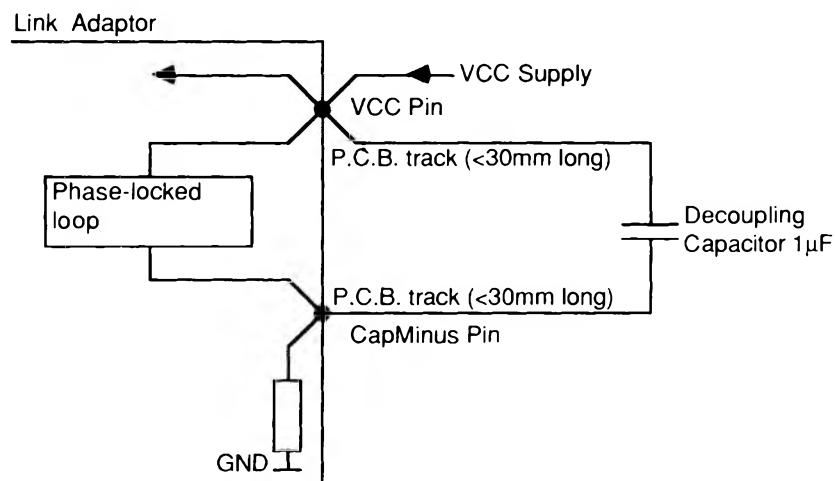 Link Adaptor
VCC Supply
VCC Pin
P.C.B. track (<30mm long)
Phase-locked
loop
Decoupling
Capacitor 1µF
P.C.B. track (<30mm long)
CapMinus Pin
GND